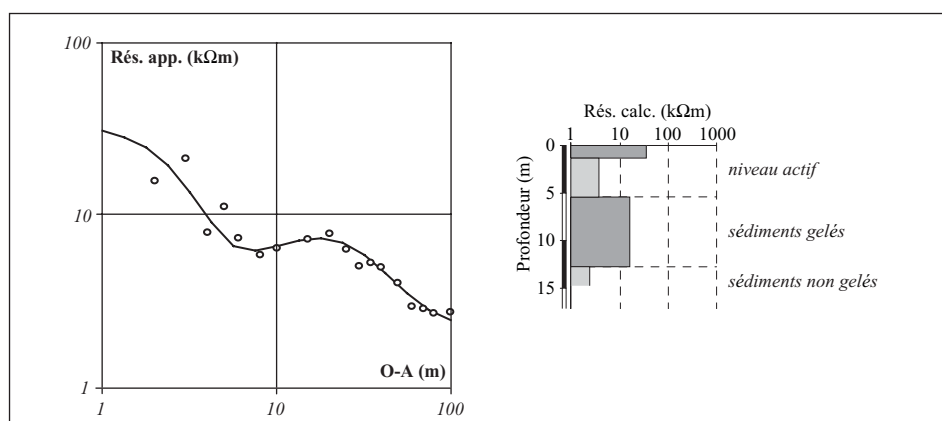 100
Rés. app. (kΩm)
10
1
O-A (m)
1 10 100
Rés. calc. (kΩm)
1 10 100 1000
Profondeur (m)
0
5
10
15
niveau actif
sédiments gelés
sédiments non gelés